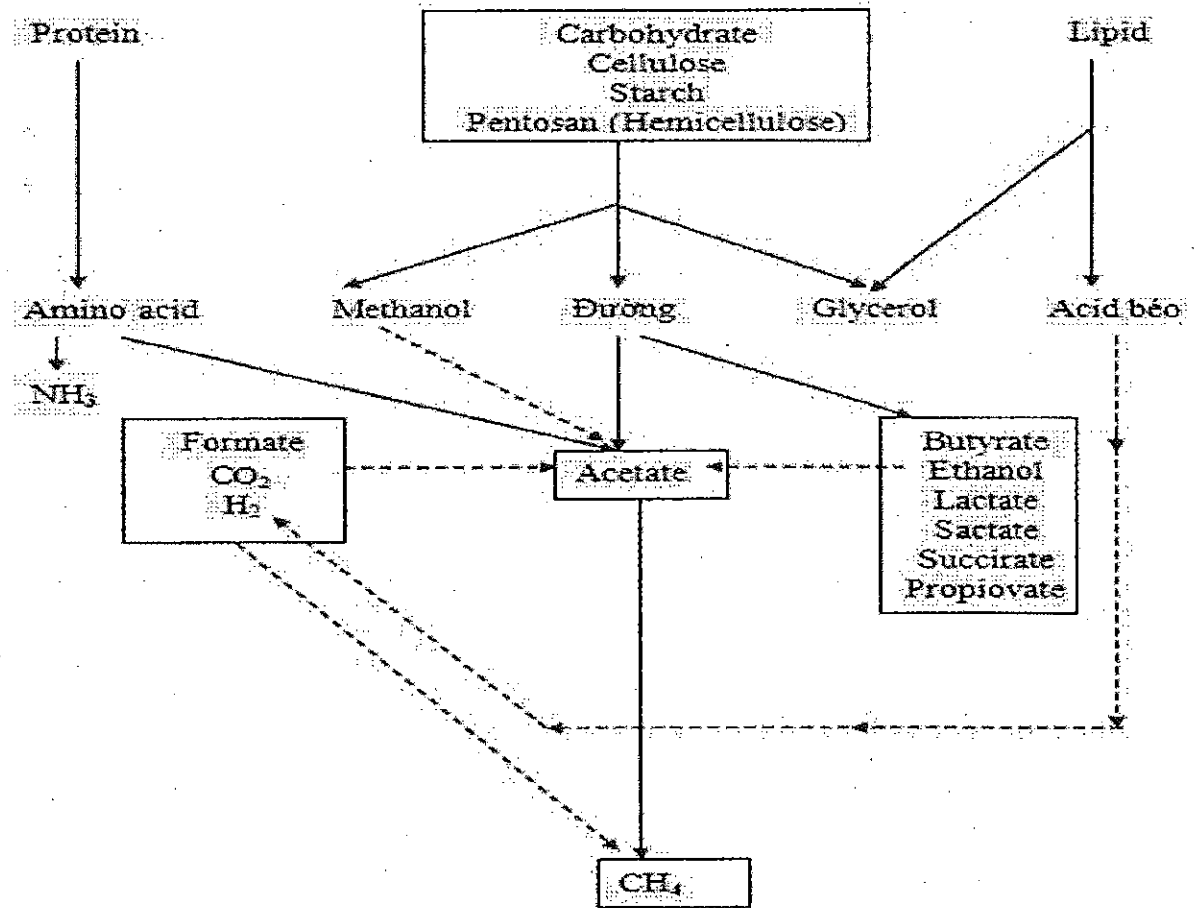 Protein
Carbohydrate
Cellulose
Starch
Pentosan (Hemicellulose)
Lipid
Amino acid
Methanol
Đường
Glycerol
Acid béo
NH₃
Formate
CO₂
H₂
Acetate
Butyrate
Ethanol
Lactate
Sactate
Succirate
Propiovate
CH₄